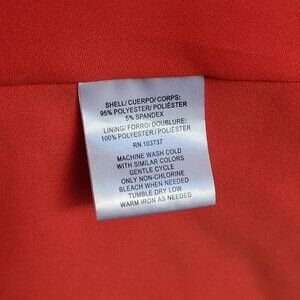 SHELL/CUERPO/CORPS:
95% POLYESTER/POLIÉSTER
5% SPANDEX
LINING/FORRO/DOUBLURE:
100% POLYESTER/POLIÉSTER
RN 103737
MACHINE WASH COLD
WITH SIMILAR COLORS
GENTLE CYCLE
ONLY NON-CHLORINE
BLEACH WHEN NEEDED
TUMBLE DRY LOW
WARM IRON AS NEEDED